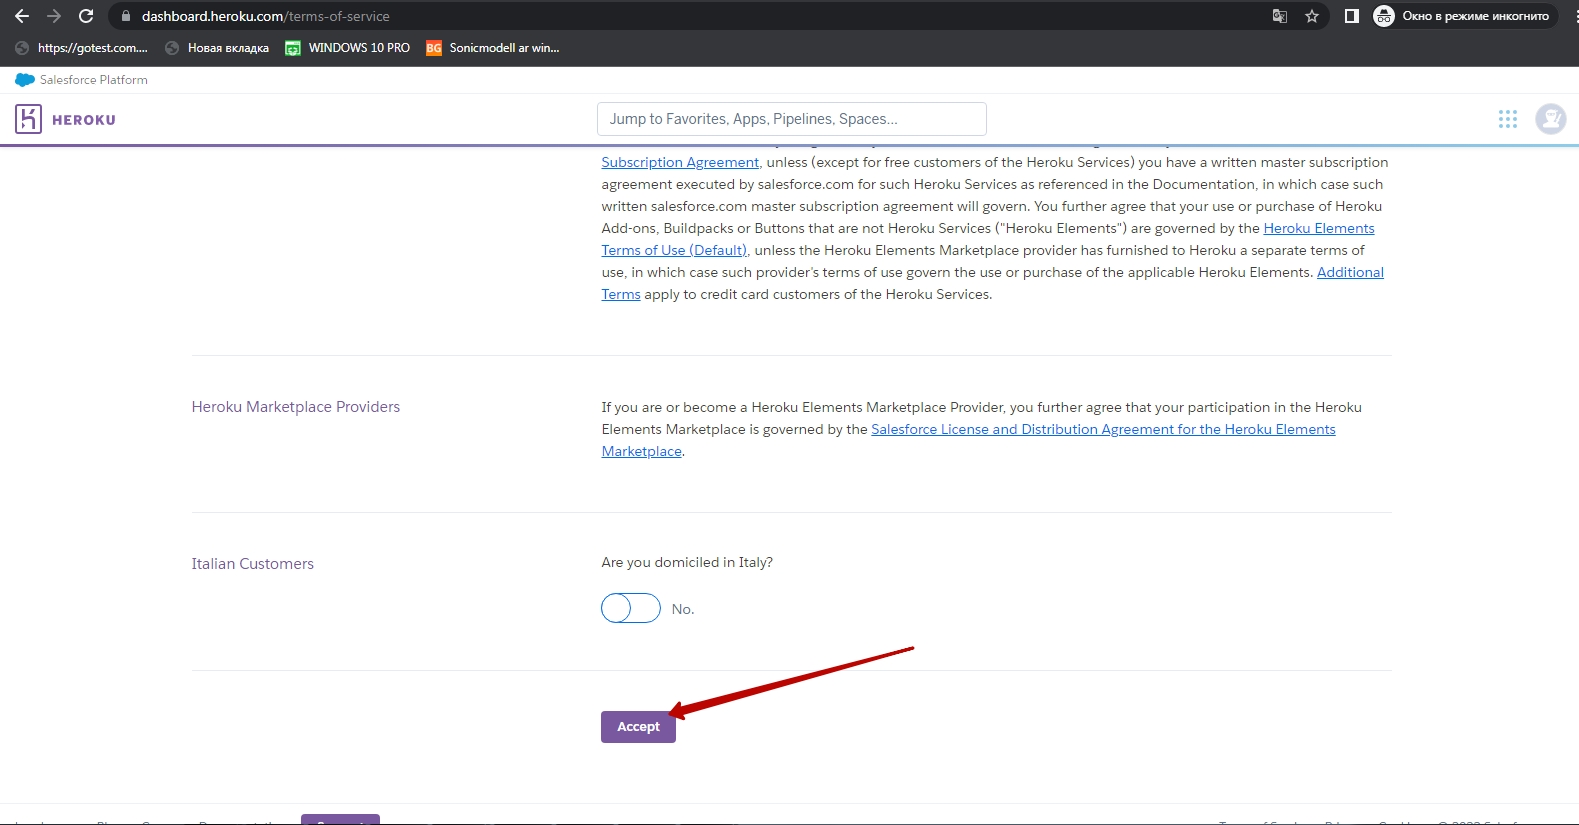 dashboard.heroku.com/terms-of-service
Окно в режиме инкогнито
https://gotest.com....
Новая вкладка
WINDOWS 10 PRO
BG
Sonicmodell ar win...
Salesforce Platform
HEROKU
Jump to Favorites, Apps, Pipelines, Spaces...
Subscription Agreement, unless (except for free customers of the Heroku Services) you have a written master subscription
agreement executed by salesforce.com for such Heroku Services as referenced in the Documentation, in which case such
written salesforce.com master subscription agreement will govern. You further agree that your use or purchase of Heroku
Add-ons, Buildpacks or Buttons that are not Heroku Services ("Heroku Elements") are governed by the Heroku Elements
Terms of Use (Default), unless the Heroku Elements Marketplace provider has furnished to Heroku a separate terms of
use, in which case such provider's terms of use govern the use or purchase of the applicable Heroku Elements. Additional
Terms apply to credit card customers of the Heroku Services.
Heroku Marketplace Providers
If you are or become a Heroku Elements Marketplace Provider, you further agree that your participation in the Heroku
Elements Marketplace is governed by the Salesforce License and Distribution Agreement for the Heroku Elements
Marketplace.
Italian Customers
Are you domiciled in Italy?
No.
Accept